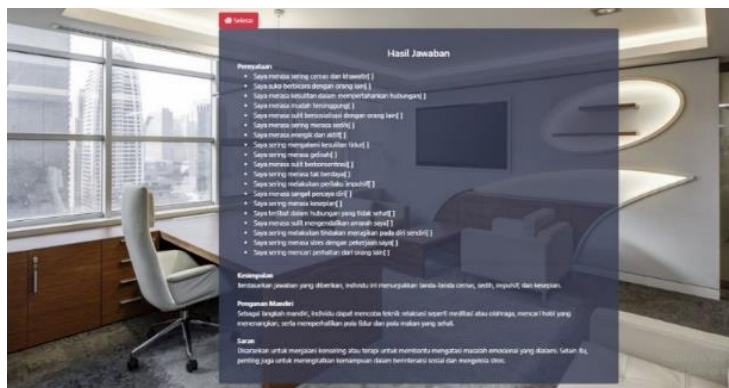 Selesai
Hasil Jawaban
Pernyataan
Saya merasa sering cemas dan khawatir[ ]
Saya suka berbicara dengan orang lain[ ]
Saya merasa kesulitan dalam mempertahankan hubungan[ ]
Saya merasa mudah tersinggung[ ]
Saya merasa sulit bersosialisasi dengan orang lain[ ]
Saya merasa sering merasa sedih[ ]
Saya merasa energik dan aktif[ ]
Saya sering mengalami kesulitan tidur[ ]
Saya sering merasa gelisah[ ]
Saya merasa sulit berkonsentrasi[ ]
Saya sering merasa tak berdaya[ ]
Saya sering melakukan perilaku impulsif[ ]
Saya merasa sangat percaya diri[ ]
Saya sering merasa kesepian[ ]
Saya terlibat dalam hubungan yang tidak sehat[ ]
Saya merasa sulit mengendalikan amarah saya[ ]
Saya sering melakukan tindakan merugikan pada diri sendiri[ ]
Saya sering merasa stres dengan pekerjaan saya[ ]
Saya sering mencari perhatian dari orang lain[ ]
Kesimpulan
Berdasarkan jawaban yang diberikan, individu ini menunjukkan tanda-tanda cemas, sedih, impulsif, dan kesepian.
Penganan Mandiri
Sebagai langkah mandiri, individu dapat mencoba teknik relaksasi seperti meditasi atau olahraga, mencari hobi yang
menenangkan, serta memperhatikan pola tidur dan pola makan yang sehat.
Saran
Disarankan untuk menjalani konseling atau terapi untuk membantu mengatasi masalah emosional yang dialami. Selain itu,
penting juga untuk meningkatkan kemampuan dalam berinteraksi sosial dan mengelola stres.